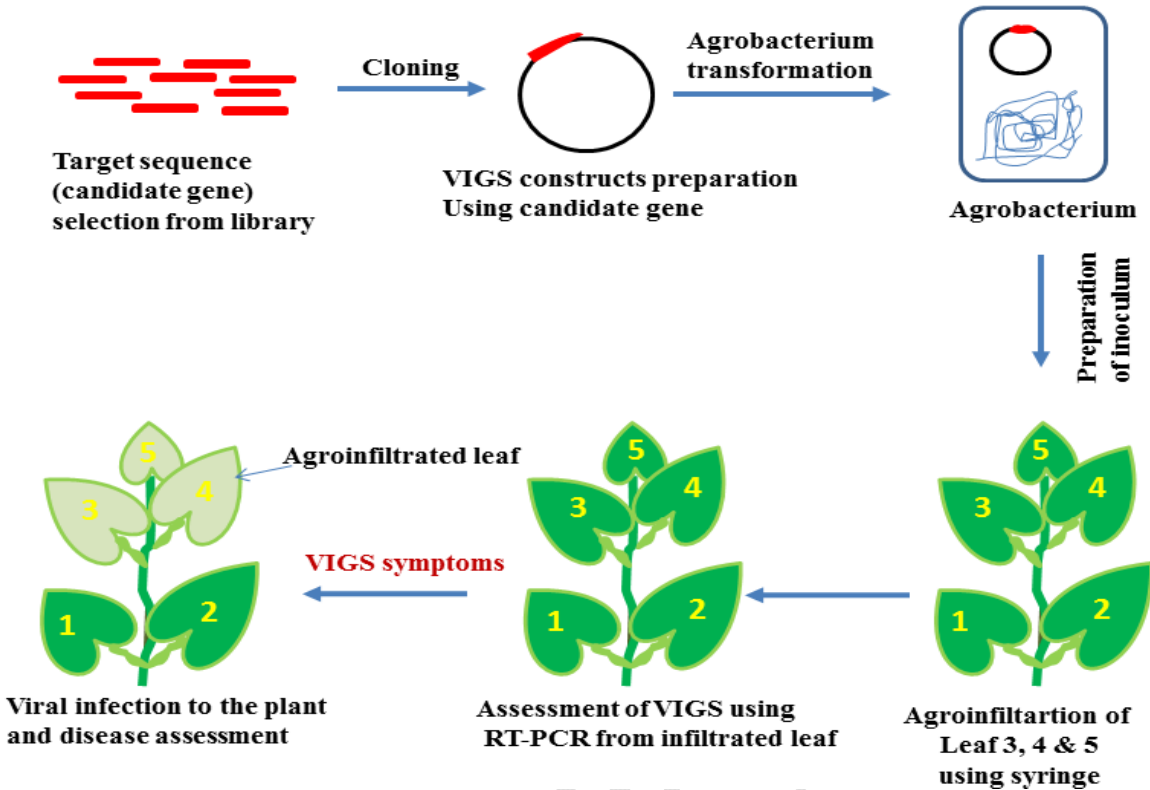 Cloning
Agrobacterium
transformation
Target sequence
(candidate gene)
selection from library
VIGS constructs preparation
Using candidate gene
Agrobacterium
Preparation
of inoculum
5
4
3
2
1
Agroinfiltrated leaf
VIGS symptoms
5
4
3
2
1
5
4
3
2
1
Viral infection to the plant
and disease assessment
Assessment of VIGS using
RT-PCR from infiltrated leaf
Agroinfiltartion of
Leaf 3, 4 & 5
using syringe